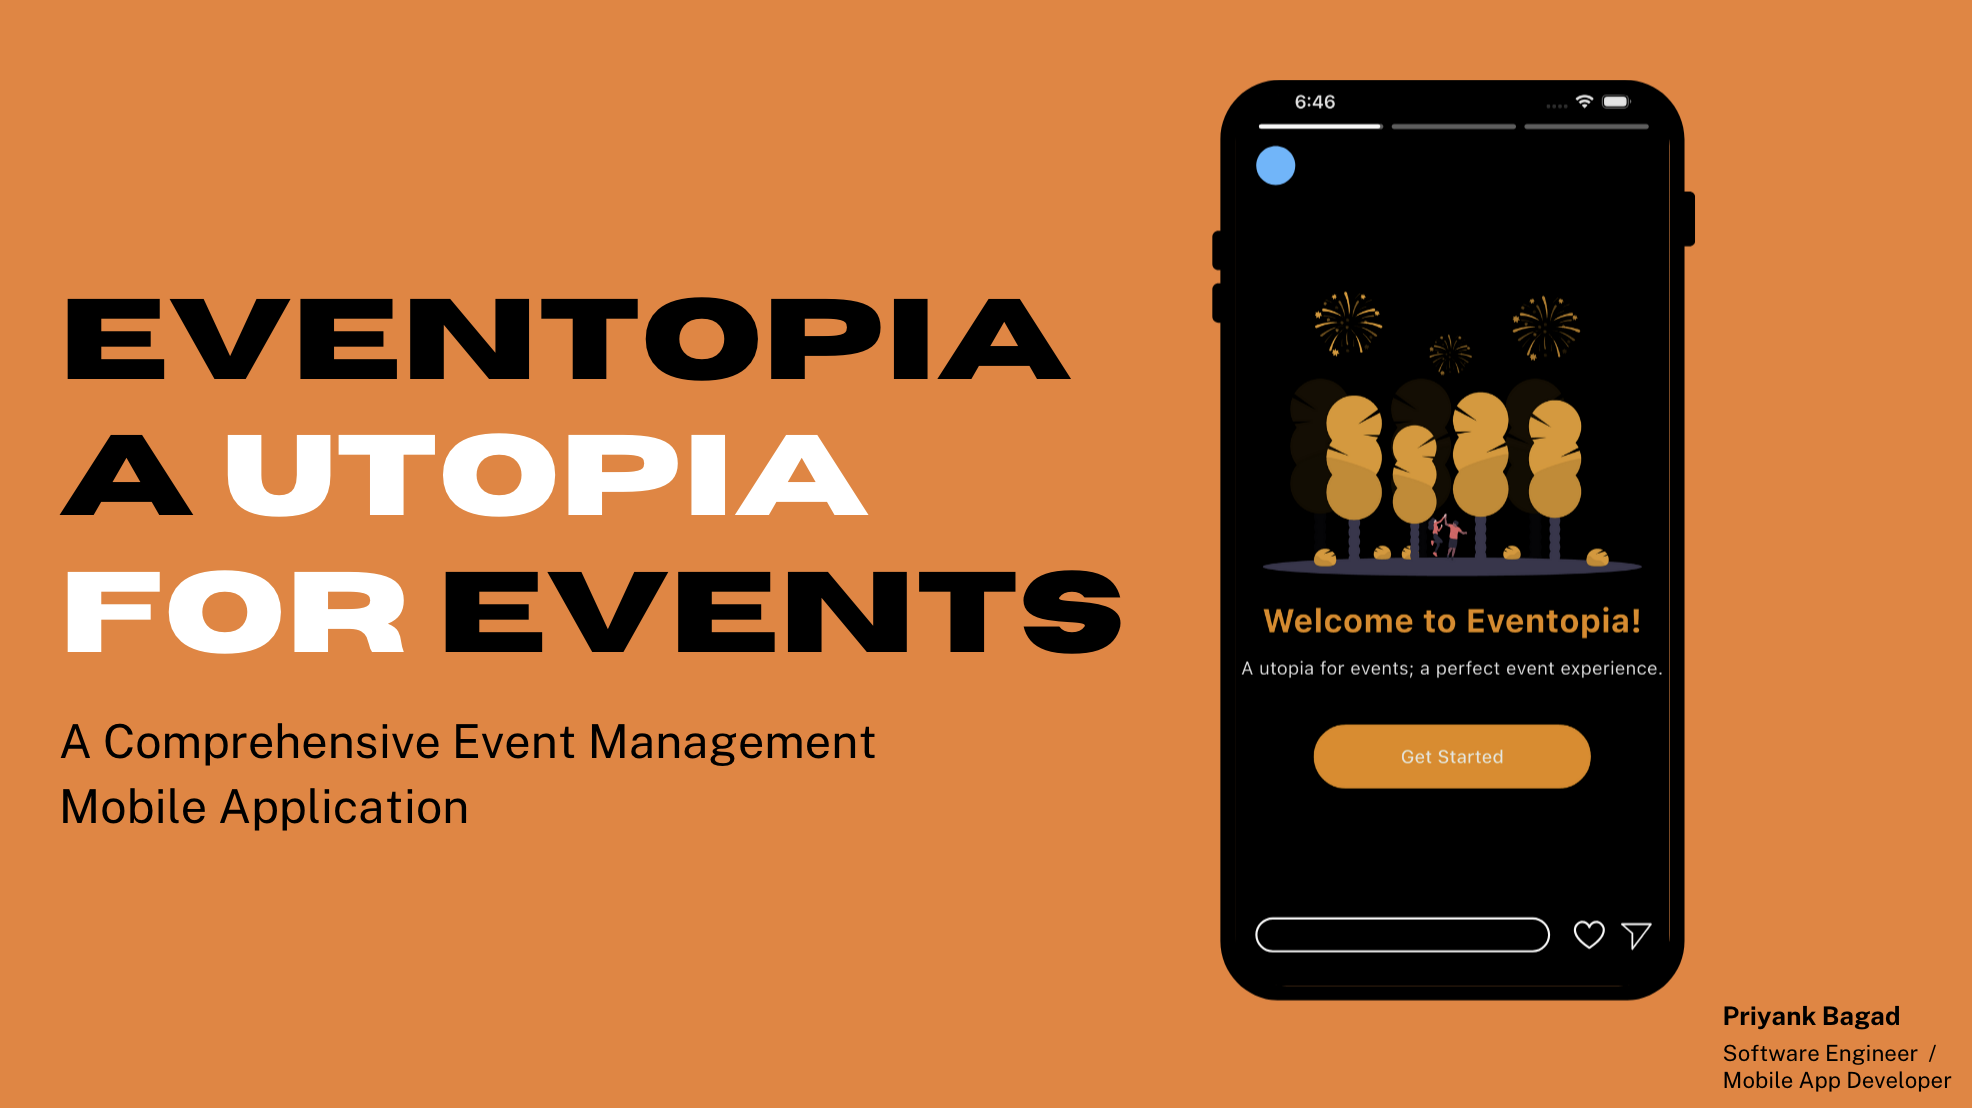 EVENTOPIA
A UTOPIA
FOR EVENTS
A Comprehensive Event Management
Mobile Application
6:46
Welcome to Eventopia!
A utopia for events; a perfect event experience.
Get Started
Priyank Bagad
Software Engineer /
Mobile App Developer